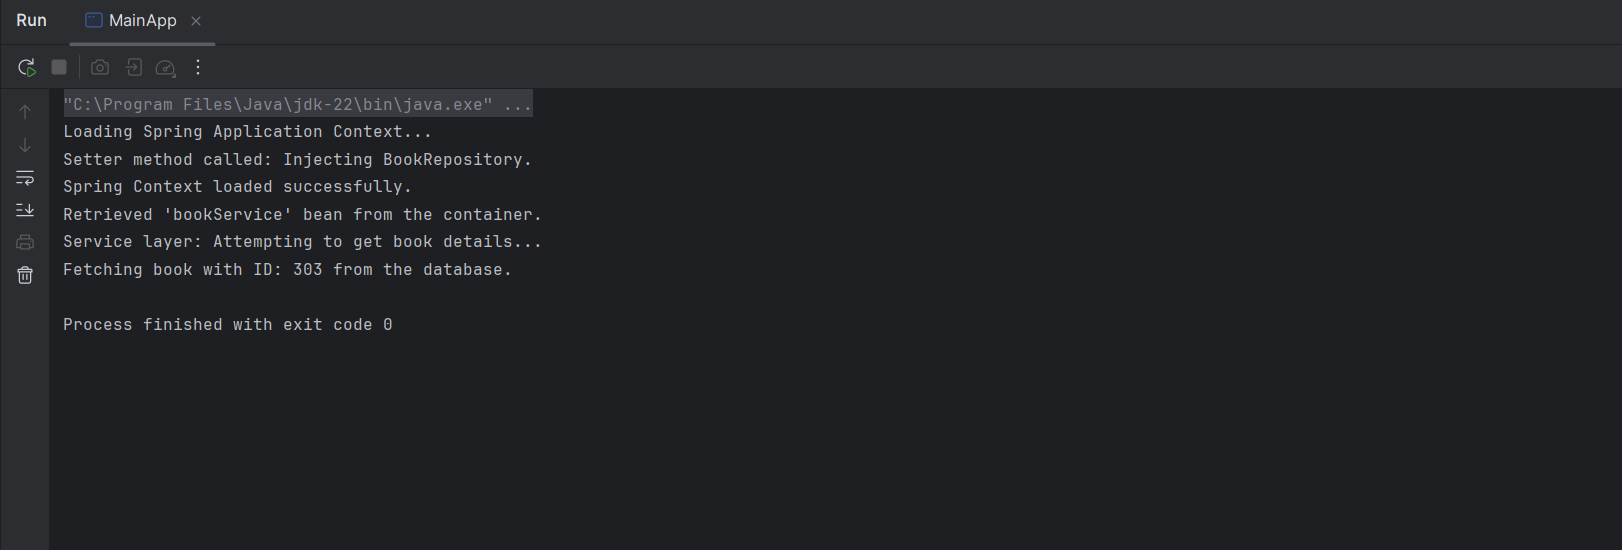 Run MainApp
"C:\Program Files\Java\jdk-22\bin\java.exe" ...
Loading Spring Application Context...
Setter method called: Injecting BookRepository.
Spring Context loaded successfully.
Retrieved 'bookService' bean from the container.
Service layer: Attempting to get book details...
Fetching book with ID: 303 from the database.
Process finished with exit code 0